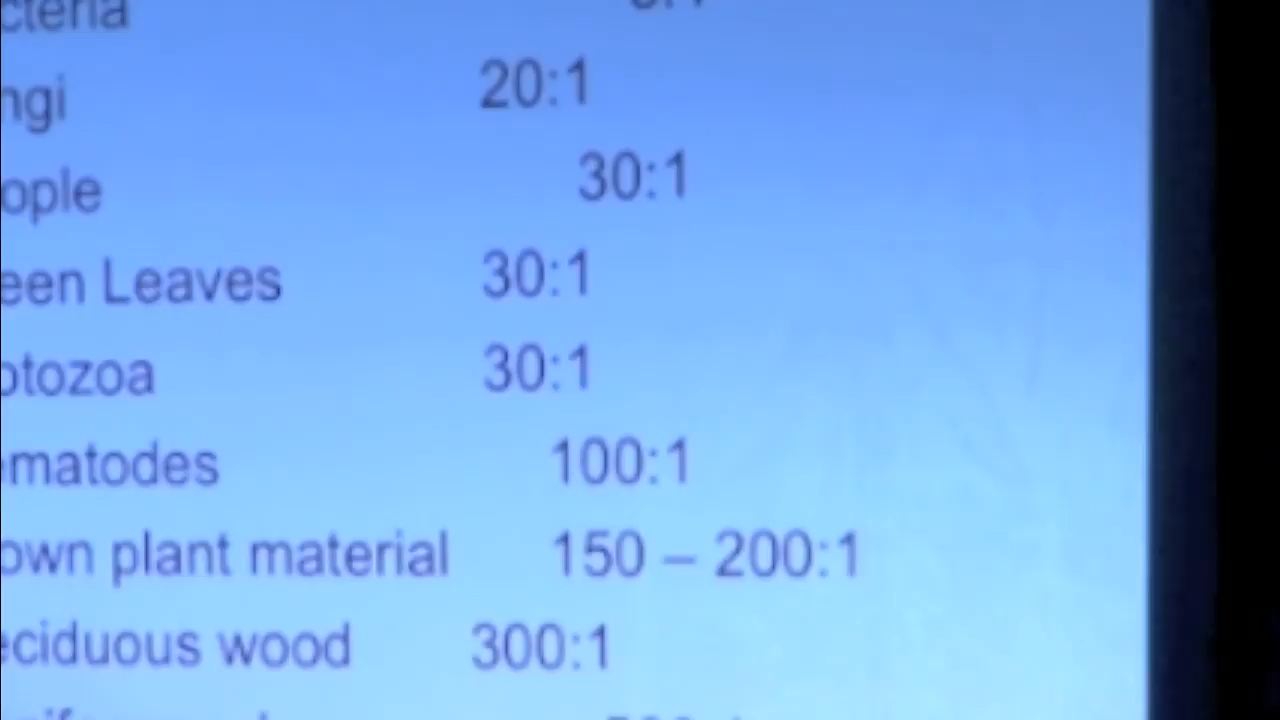 cteria
ngi 20:1
ople 30:1
een Leaves 30:1
otozoa 30:1
ematodes 100:1
own plant material 150 – 200:1
eciduous wood 300:1